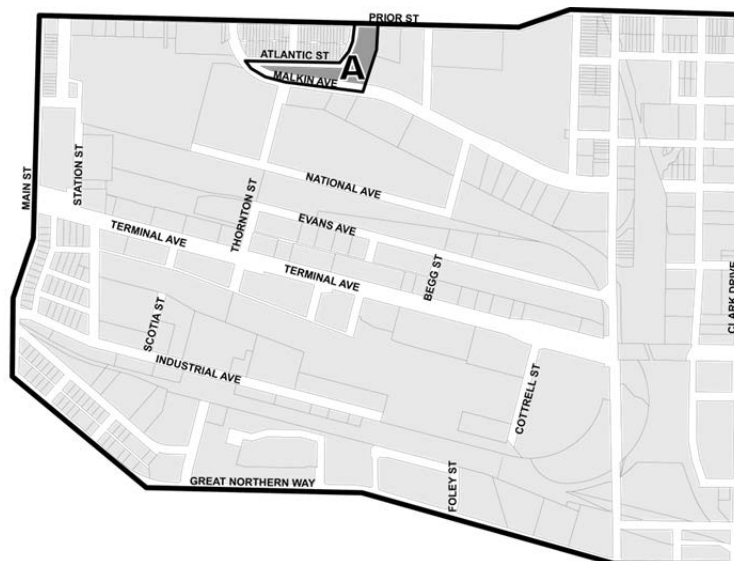 PRIOR ST
ATLANTIC ST
A
MALKIN AVE
MAIN ST
STATION ST
NATIONAL AVE
THORNTON ST
EVANS AVE
TERMINAL AVE
TERMINAL AVE
BEGG ST
CLARK DRIVE
SCOTIA ST
INDUSTRIAL AVE
COTTRELL ST
GREAT NORTHERN WAY
FOLEY ST